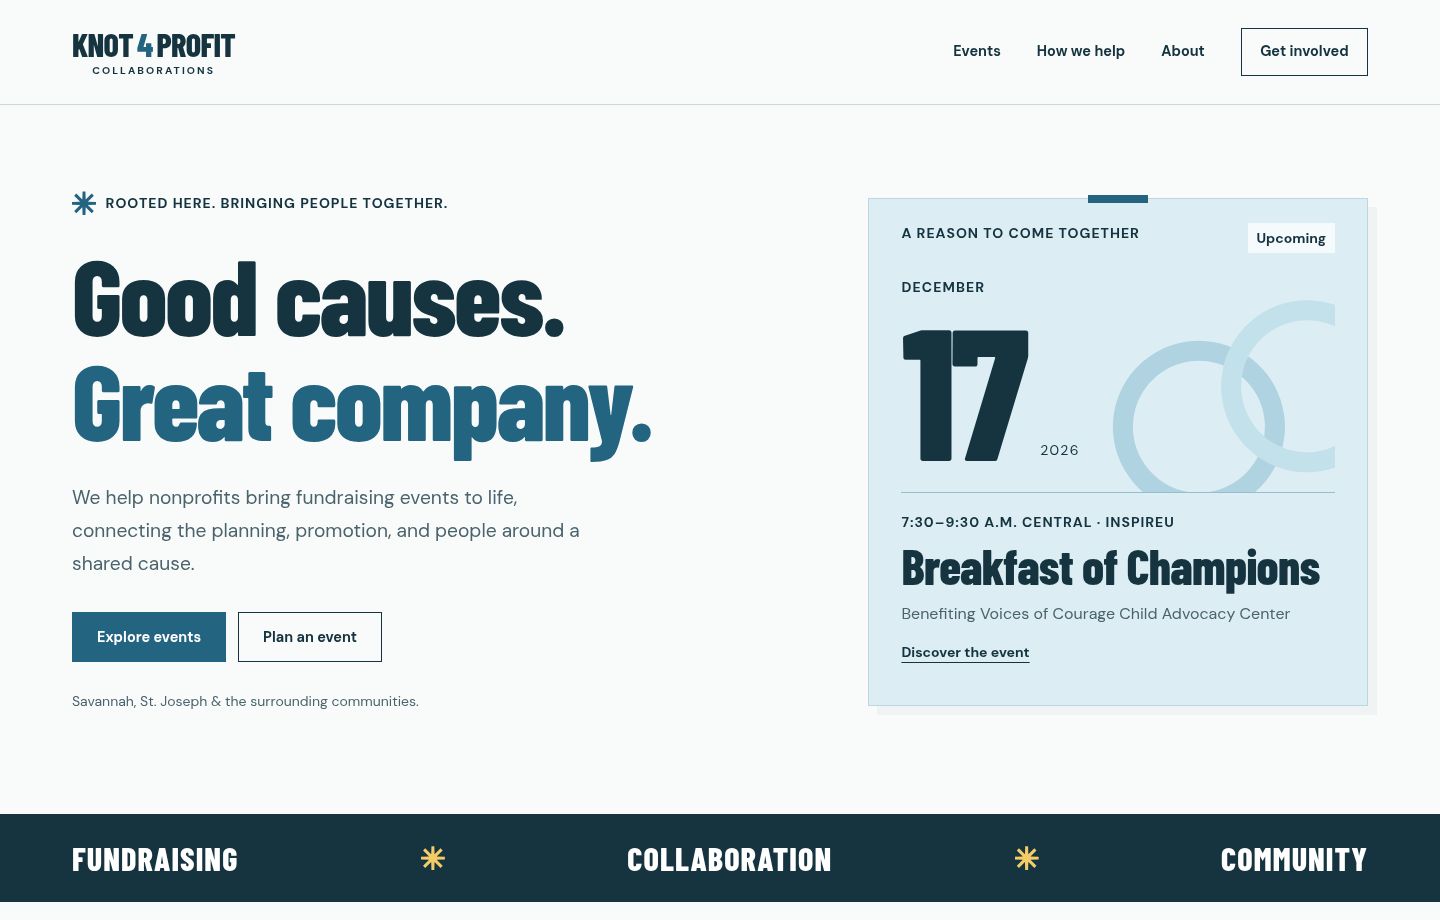 KNOT 4 PROFIT
COLLABORATIONS
Events
How we help
About
Get involved
ROOTED HERE. BRINGING PEOPLE TOGETHER.
Good causes.
Great company.
We help nonprofits bring fundraising events to life,
connecting the planning, promotion, and people around a
shared cause.
Explore events
Plan an event
Savannah, St. Joseph & the surrounding communities.
A REASON TO COME TOGETHER
Upcoming
DECEMBER
17
2026
7:30–9:30 A.M. CENTRAL · INSPIREU
Breakfast of Champions
Benefiting Voices of Courage Child Advocacy Center
Discover the event
FUNDRAISING
COLLABORATION
COMMUNITY